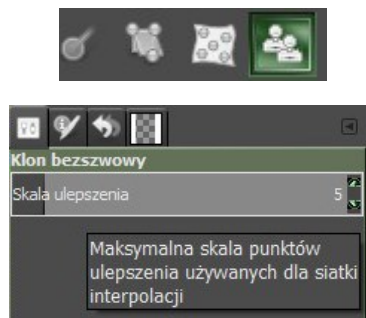 Klon bezszwowy
Skala ulepszenia 5
Maksymalna skala punktów
ulepszenia używanych dla siatki
interpolacji